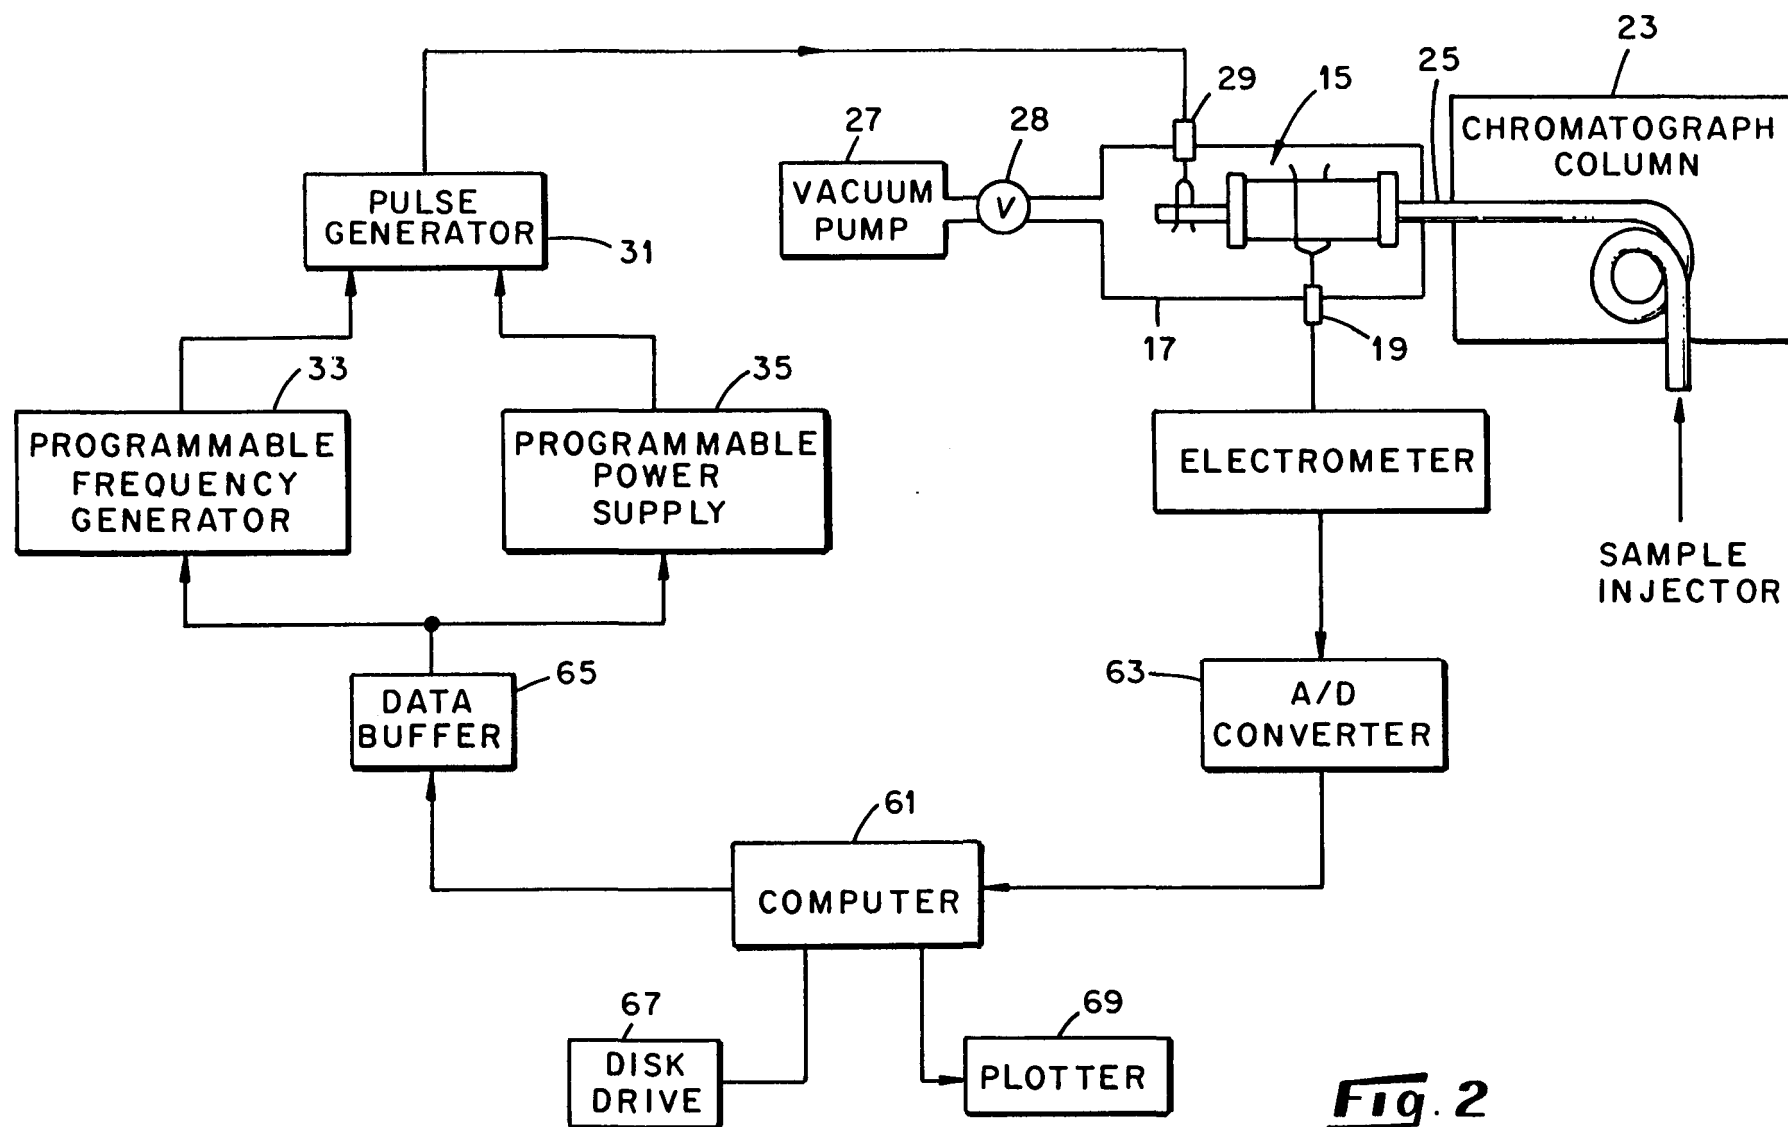 23
25
29
15
27
28
CHROMATOGRAPH
COLUMN
VACUUM
PUMP
V
PULSE
GENERATOR
31
17
19
33
35
PROGRAMMABLE
FREQUENCY
GENERATOR
PROGRAMMABLE
POWER
SUPPLY
ELECTROMETER
SAMPLE
INJECTOR
65
63
DATA
BUFFER
A/D
CONVERTER
61
COMPUTER
67
69
DISK
DRIVE
PLOTTER
Fig. 2